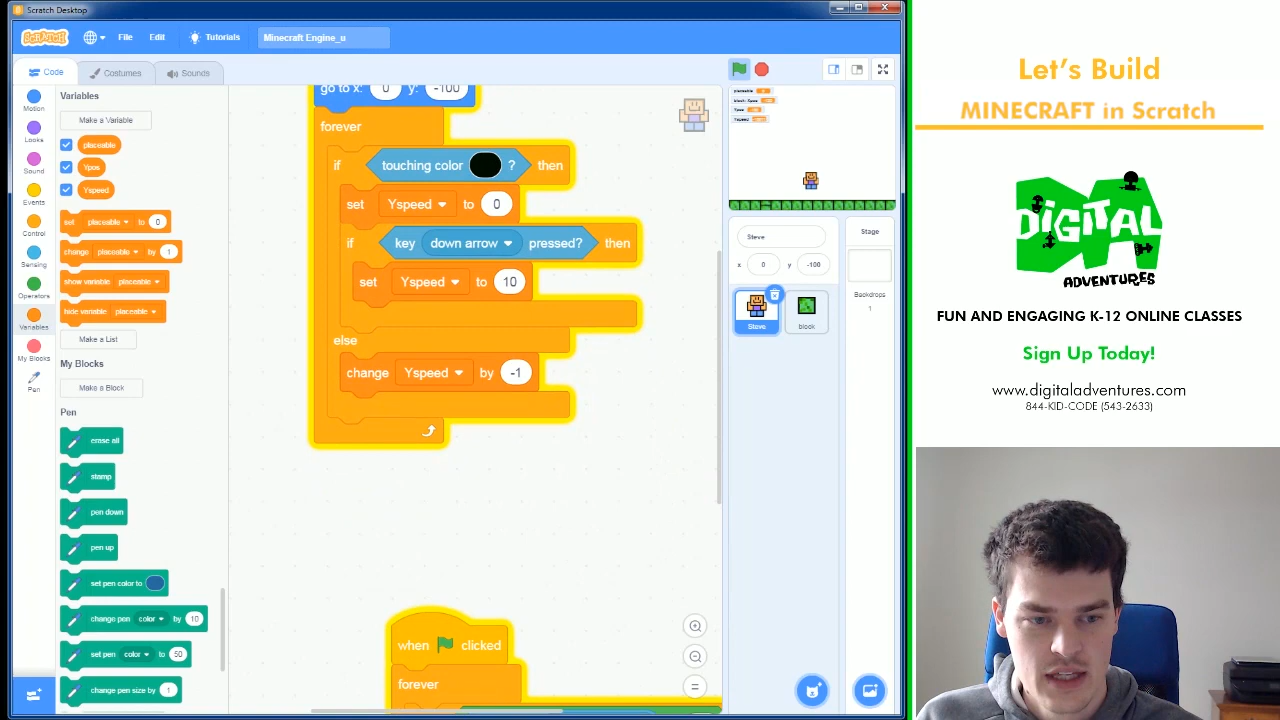 Scratch Desktop
SCRATCH
File
Edit
Tutorials
Minecraft Engine_u
Code
Costumes
Sounds
Motion
Looks
Sound
Events
Control
Sensing
Operators
Variables
My Blocks
Pen
Variables
Make a Variable
placeable
Ypos
Yspeed
set placeable to 0
change placeable by 1
show variable placeable
hide variable placeable
Make a List
My Blocks
Make a Block
Pen
erase all
stamp
pen down
pen up
set pen color to
change pen color by 10
set pen color to 50
change pen size by 1
go to x: 0 y: -100
forever
if touching color ? then
set Yspeed to 0
if key down arrow pressed? then
set Yspeed to 10
else
change Yspeed by -1
when clicked
forever
placeable
Ypos
Yspeed
Steve
x 0 y -100
Steve
block
Stage
Backdrops
1
Let's Build
MINECRAFT in Scratch
DIGITAL
ADVENTURES
FUN AND ENGAGING K-12 ONLINE CLASSES
Sign Up Today!
www.digitaladventures.com
844-KID-CODE (543-2633)